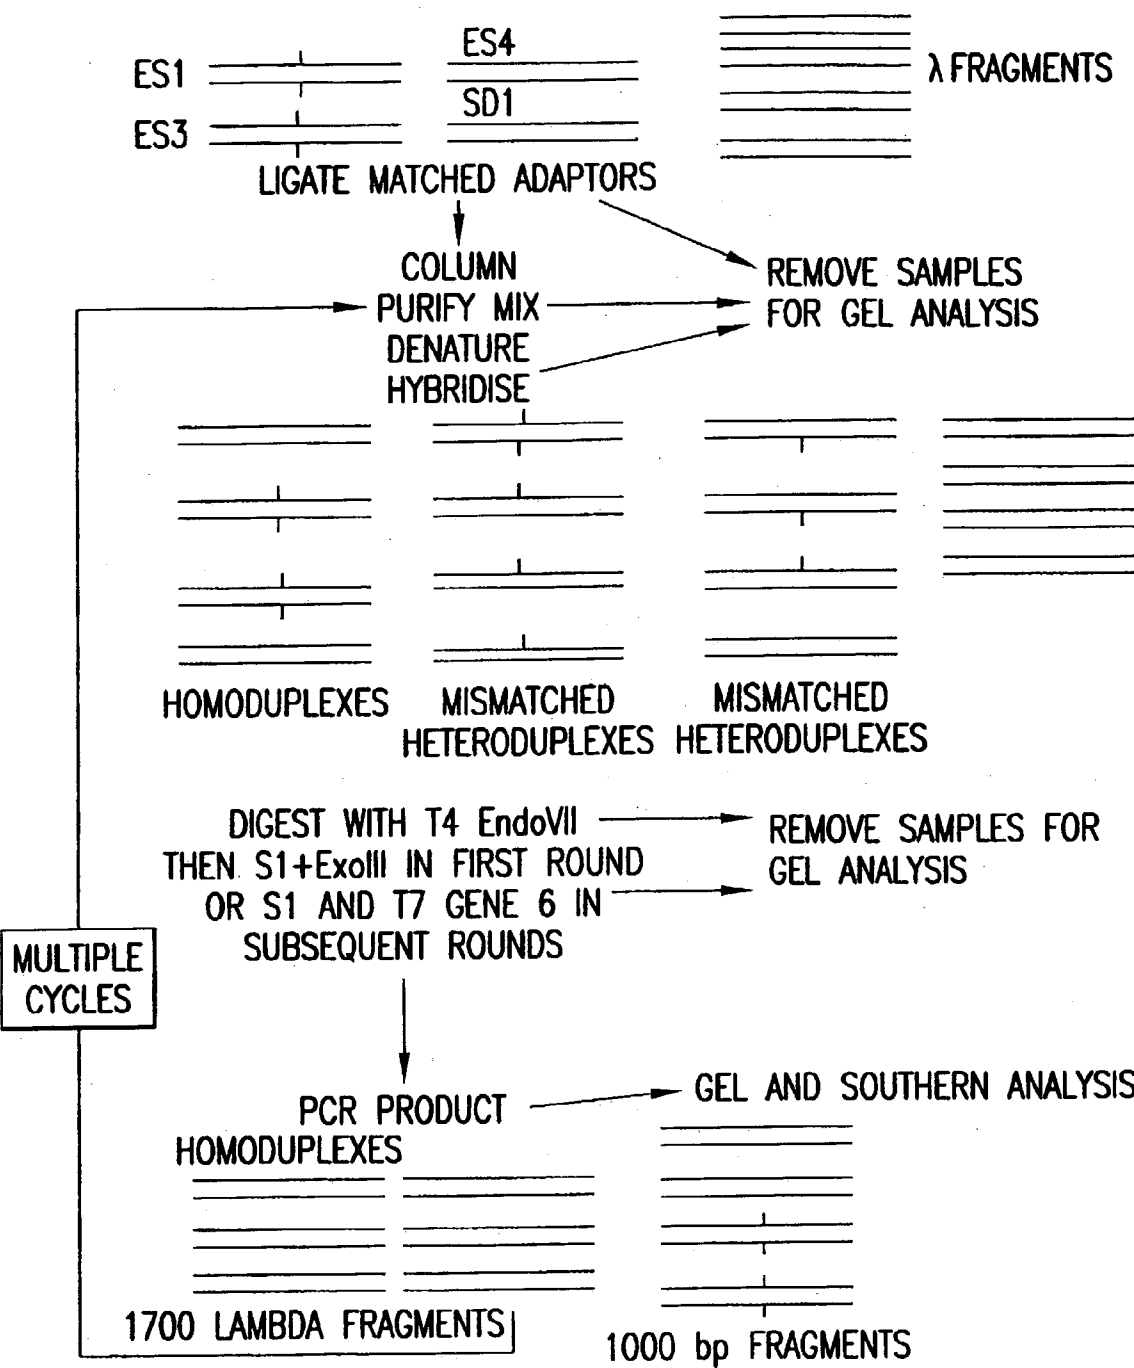 ES1
ES4
λ FRAGMENTS
ES3
SD1
LIGATE MATCHED ADAPTORS
COLUMN
PURIFY MIX
DENATURE
HYBRIDISE
REMOVE SAMPLES
FOR GEL ANALYSIS
HOMODUPLEXES
MISMATCHED
HETERODUPLEXES
MISMATCHED
HETERODUPLEXES
DIGEST WITH T4 EndoVII
THEN S1+ExoIII IN FIRST ROUND
OR S1 AND T7 GENE 6 IN
SUBSEQUENT ROUNDS
REMOVE SAMPLES FOR
GEL ANALYSIS
MULTIPLE
CYCLES
PCR PRODUCT
GEL AND SOUTHERN ANALYSIS
HOMODUPLEXES
1700 LAMBDA FRAGMENTS
1000 bp FRAGMENTS